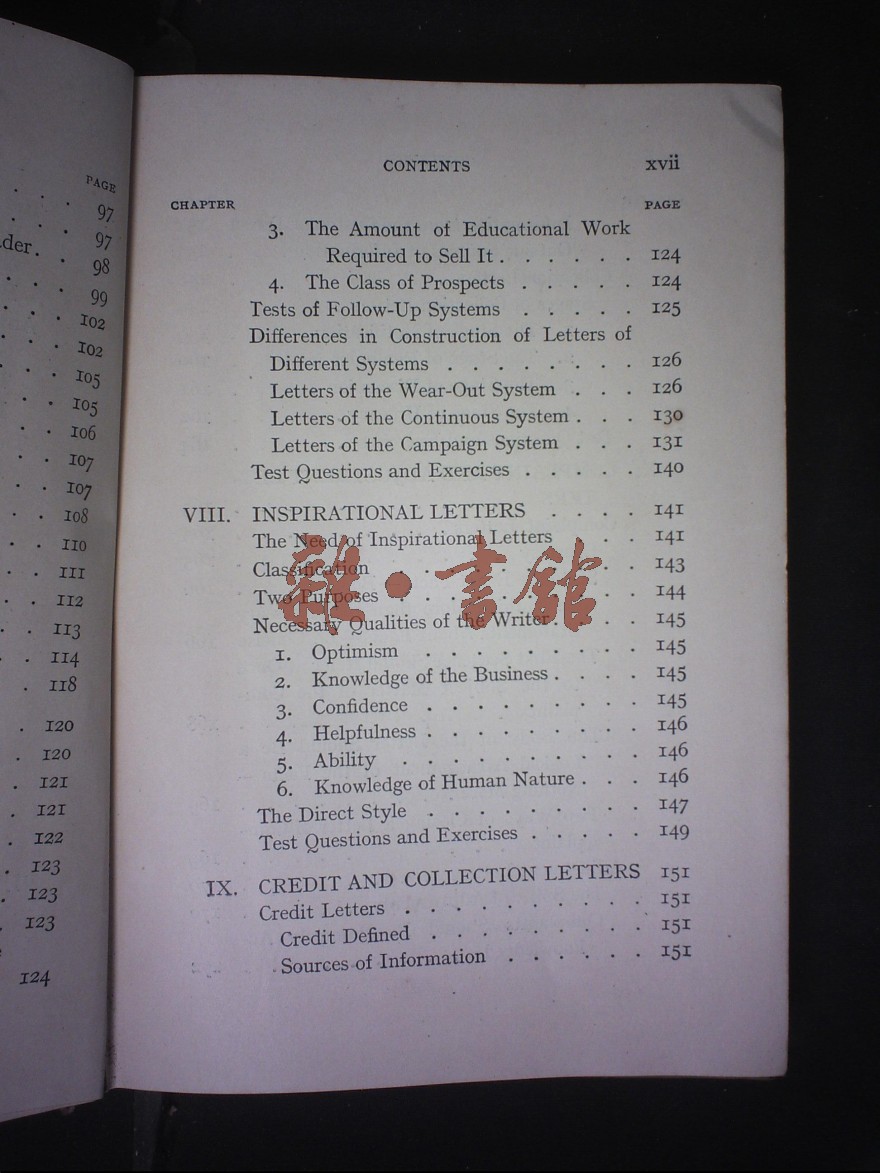 PAGE
97
97
der.
98
99
102
102
105
105
106
107
107
108
110
111
112
113
114
118
120
120
121
121
122
123
123
123
124
CONTENTS xvii
CHAPTER PAGE
3. The Amount of Educational Work
Required to Sell It . . . . . . 124
4. The Class of Prospects . . . . . 124
Tests of Follow-Up Systems . . . . . 125
Differences in Construction of Letters of
Different Systems . . . . . . . . 126
Letters of the Wear-Out System . . . 126
Letters of the Continuous System . . . 130
Letters of the Campaign System . . . 131
Test Questions and Exercises . . . . . 140
VIII. INSPIRATIONAL LETTERS . . . . 141
The Need of Inspirational Letters . . 141
Classification . . . . . . . . . 143
Two Purposes . . . . . . . . . . 144
Necessary Qualities of the Writer . . . . 145
1. Optimism . . . . . . . . . 145
2. Knowledge of the Business . . . . 145
3. Confidence . . . . . . . . . 145
4. Helpfulness . . . . . . . . . 146
5. Ability . . . . . . . . . . 146
6. Knowledge of Human Nature . . . 146
The Direct Style . . . . . . . . . 147
Test Questions and Exercises . . . . . 149
IX. CREDIT AND COLLECTION LETTERS 151
Credit Letters . . . . . . . . . . 151
Credit Defined . . . . . . . . . 151
Sources of Information . . . . . . 151
雜·書館